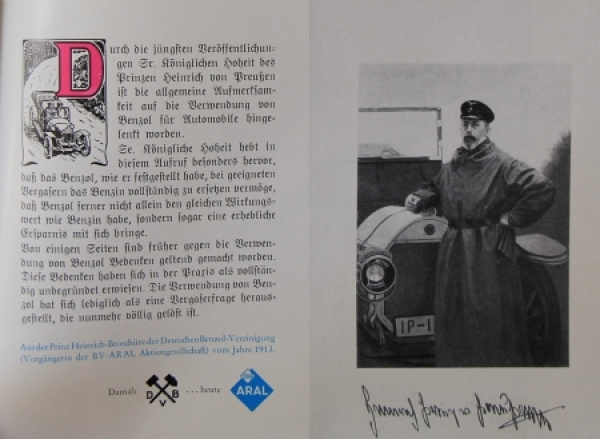 Durch die jüngsten Veröffentlichun-
gen Sr. Königlichen Hoheit des
Prinzen Heinrich von Preußen
ist die allgemeine Aufmerksam-
keit auf die Verwendung von
Benzol für Automobile hinge-
lenkt worden.
Se. Königliche Hoheit hebt in
diesem Aufruf besonders hervor,
daß das Benzol, wie er festgestellt habe, bei geeigneten
Vergasern das Benzin vollständig zu ersetzen vermöge,
daß Benzol ferner nicht allein den gleichen Wirkungs-
wert wie Benzin habe, sondern sogar eine erhebliche
Ersparnis mit sich bringe.
Von einigen Seiten sind früher gegen die Verwen-
dung von Benzol Bedenken geltend gemacht worden.
Diese Bedenken haben sich in der Praxis als vollstän-
dig unbegründet erwiesen. Die Verwendung von Ben-
zol hat sich lediglich als eine Vergaserfrage heraus-
gestellt, die nunmehr völlig gelöst ist.
Aus der Prinz Heinrich-Broschüre der Deutschen Benzol-Vereinigung
(Vorgängerin der BV-ARAL Aktiengesellschaft) vom Jahre 1913.
Damals DVB ... heute ARAL
IP-1
Heinrich Prinz v Preußen